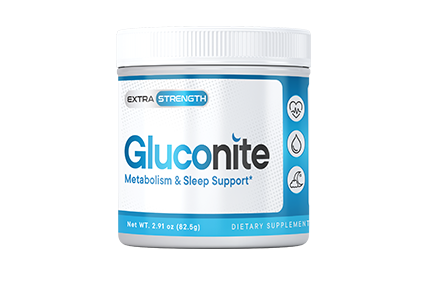 EXTRA STRENGTH
Gluconite
Metabolism & Sleep Support*
Net WT. 2.91 oz (82.5g)
DIETARY SUPPLEMENT